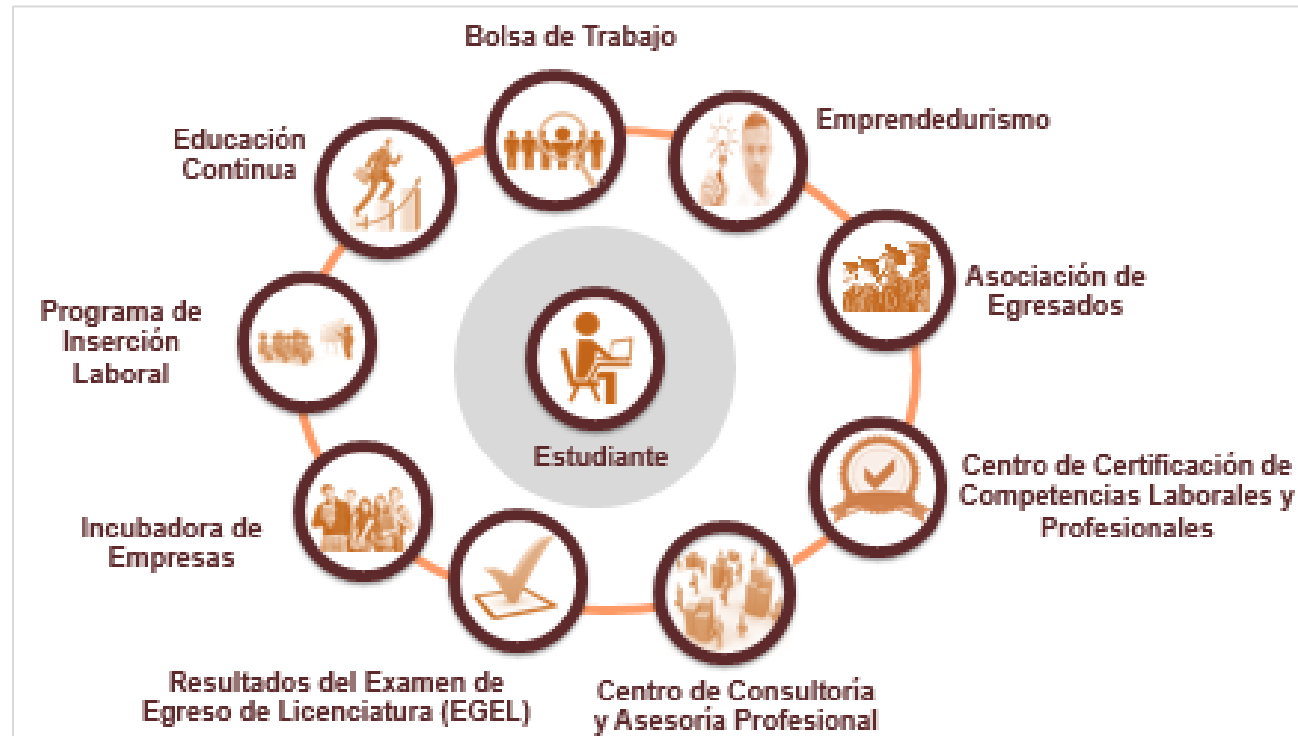 Bolsa de Trabajo
Emprendedurismo
Educación
Continua
Asociación de
Egresados
Programa de
Inserción
Laboral
Estudiante
Centro de Certificación de
Competencias Laborales y
Profesionales
Incubadora de
Empresas
Resultados del Examen de
Egreso de Licenciatura (EGEL)
Centro de Consultoría
y Asesoría Profesional